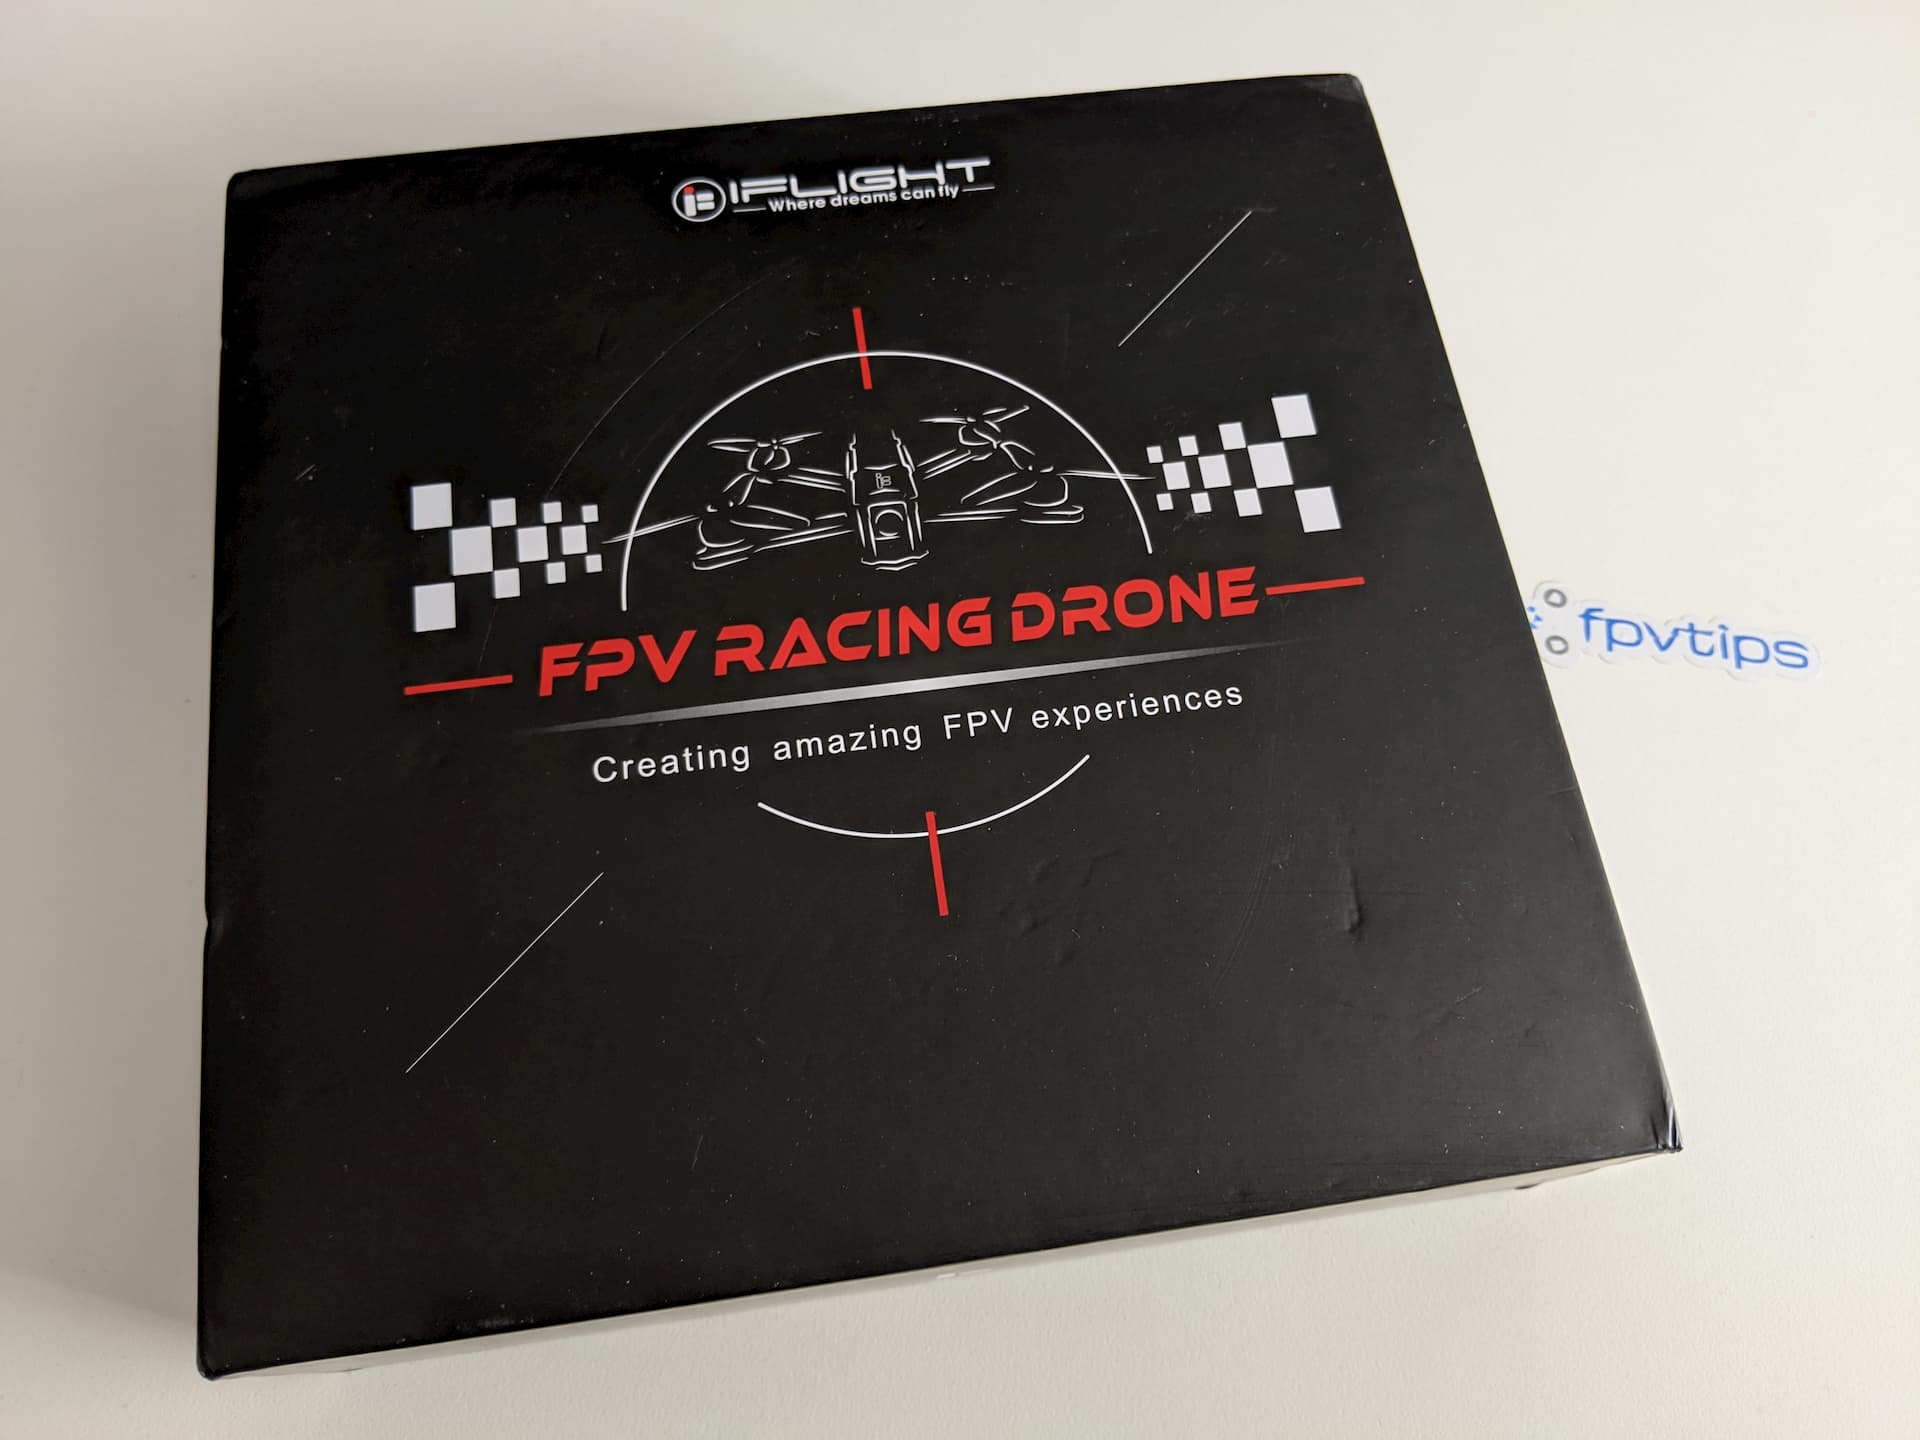 IFLIGHT
Where dreams can fly
FPV RACING DRONE
Creating amazing FPV experiences
fpvtips